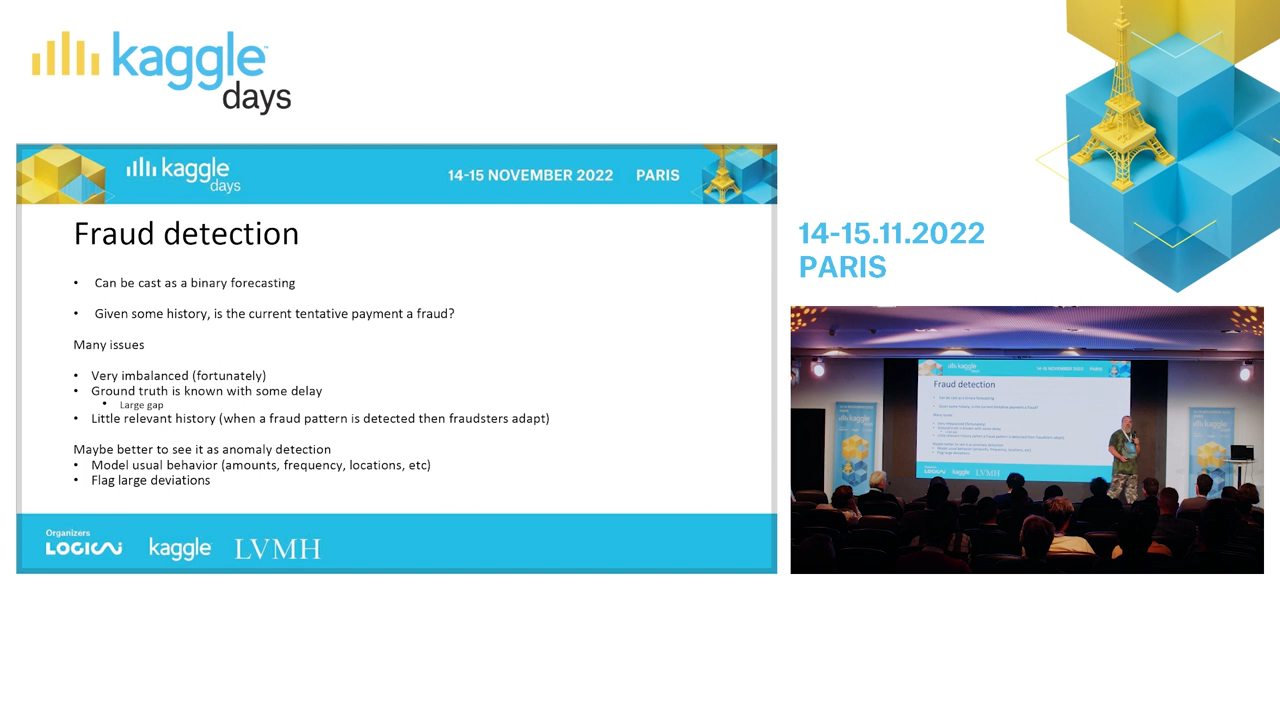 kaggle
days
kaggle
days
14-15 NOVEMBER 2022 PARIS
Fraud detection
• Can be cast as a binary forecasting
• Given some history, is the current tentative payment a fraud?
Many issues
• Very imbalanced (fortunately)
• Ground truth is known with some delay
• Large gap
• Little relevant history (when a fraud pattern is detected then fraudsters adapt)
Maybe better to see it as anomaly detection
• Model usual behavior (amounts, frequency, locations, etc)
• Flag large deviations
Organizers
LOGICAI kaggle LVMH
14-15.11.2022
PARIS
Fraud detection
LVMH